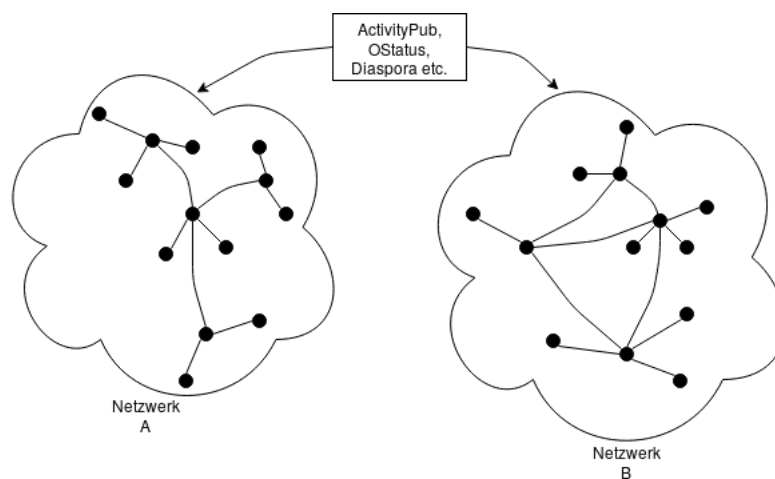 ActivityPub,
OStatus,
Diaspora etc.
Netzwerk
A
Netzwerk
B